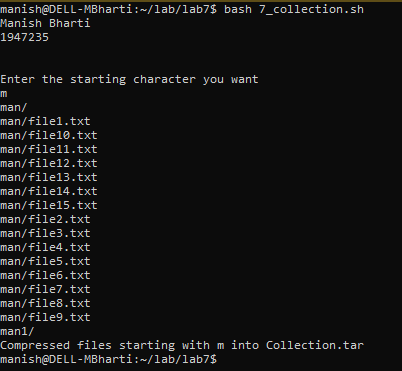 manish@DELL-MBharti:~/lab/lab7$ bash 7_collection.sh
Manish Bharti
1947235
Enter the starting character you want
m
man/
man/file1.txt
man/file10.txt
man/file11.txt
man/file12.txt
man/file13.txt
man/file14.txt
man/file15.txt
man/file2.txt
man/file3.txt
man/file4.txt
man/file5.txt
man/file6.txt
man/file7.txt
man/file8.txt
man/file9.txt
man1/
Compressed files starting with m into Collection.tar
manish@DELL-MBharti:~/lab/lab7$